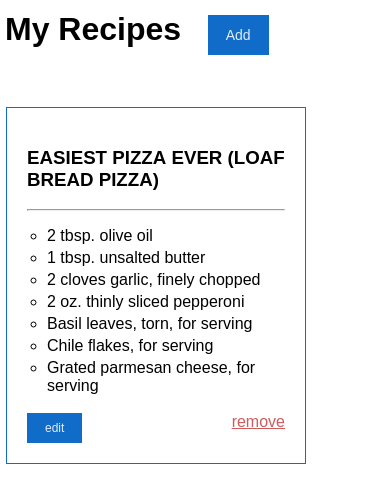 My Recipes
Add
EASIEST PIZZA EVER (LOAF
BREAD PIZZA)
2 tbsp. olive oil
1 tbsp. unsalted butter
2 cloves garlic, finely chopped
2 oz. thinly sliced pepperoni
Basil leaves, torn, for serving
Chile flakes, for serving
Grated parmesan cheese, for
serving
edit
remove